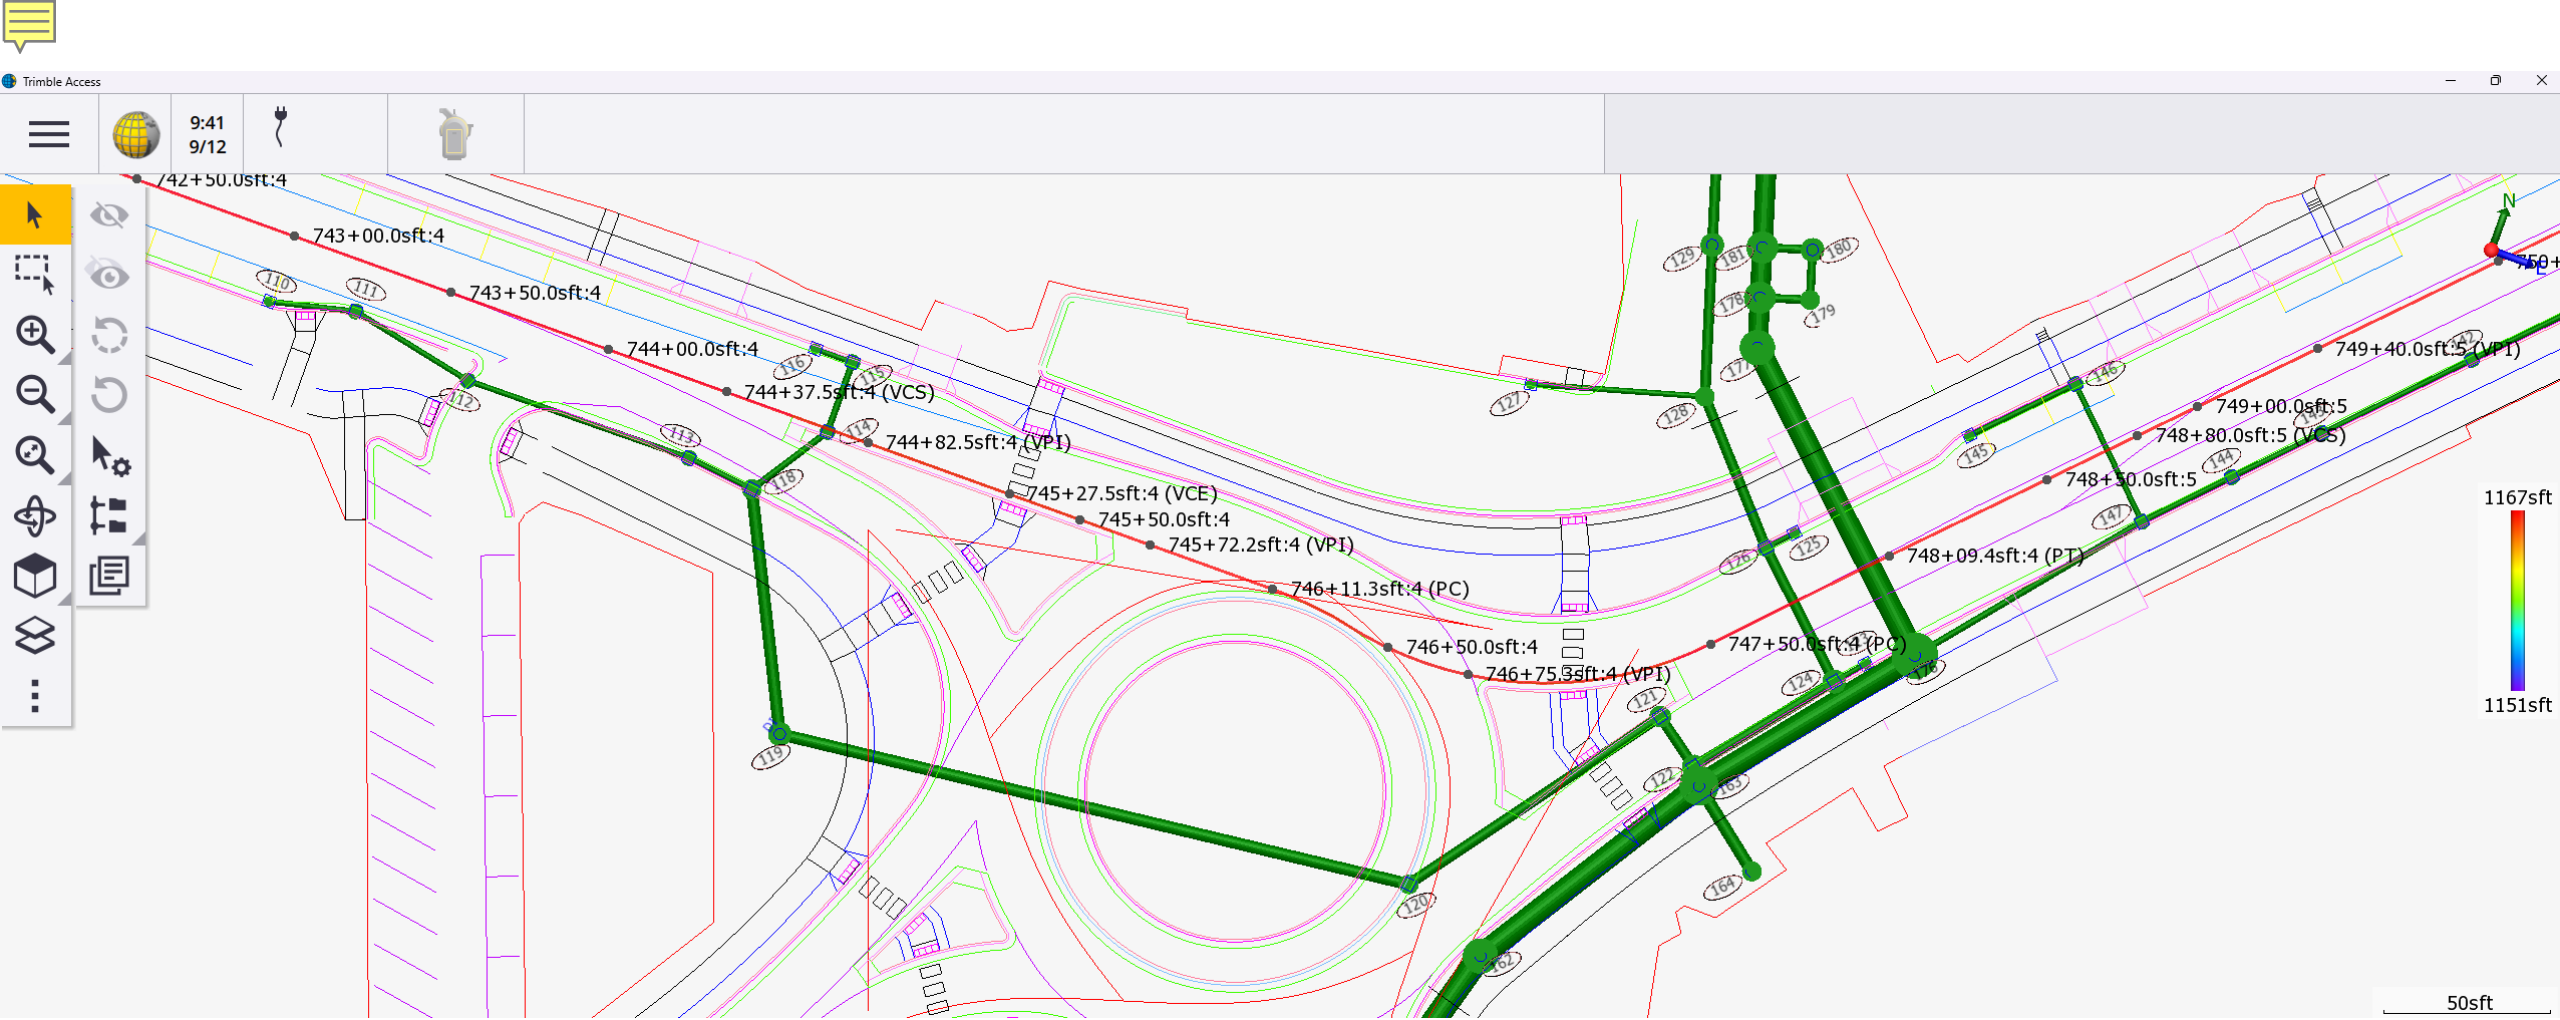 Trimble Access
9:41
9/12
742+50.0sft:4
743+00.0sft:4
743+50.0sft:4
744+00.0sft:4
744+37.5sft:4 (VCS)
744+82.5sft:4 (VPI)
745+27.5sft:4 (VCE)
745+50.0sft:4
745+72.2sft:4 (VPI)
746+11.3sft:4 (PC)
746+50.0sft:4
746+75.3sft:4 (VPI)
747+50.0sft:4 (PC)
748+09.4sft:4 (PT)
748+50.0sft:5
748+80.0sft:5 (VCS)
749+00.0sft:5
749+40.0sft:5 (VPI)
750+
N
E
110
111
112
113
114
115
116
118
119
120
121
122
124
125
126
127
128
129
142
144
145
146
147
162
163
164
176
177
178
179
180
181
1167sft
1151sft
50sft